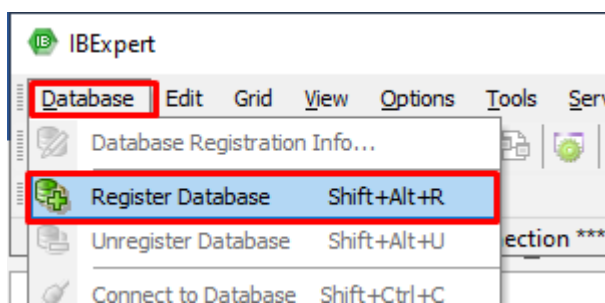 IBExpert
Database Edit Grid View Options Tools
Database Registration Info...
Register Database Shift+Alt+R
Unregister Database Shift+Alt+U
Connect to Database Shift+Ctrl+C